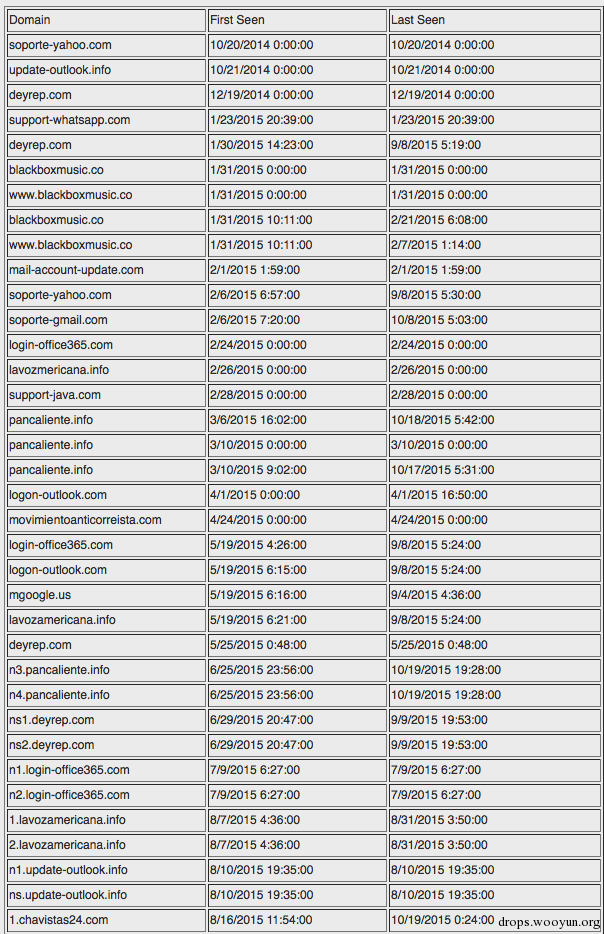 Domain First Seen Last Seen
soporte-yahoo.com 10/20/2014 0:00:00 10/20/2014 0:00:00
update-outlook.info 10/21/2014 0:00:00 10/21/2014 0:00:00
deyrep.com 12/19/2014 0:00:00 12/19/2014 0:00:00
support-whatsapp.com 1/23/2015 20:39:00 1/23/2015 20:39:00
deyrep.com 1/30/2015 14:23:00 9/8/2015 5:19:00
blackboxmusic.co 1/31/2015 0:00:00 1/31/2015 0:00:00
www.blackboxmusic.co 1/31/2015 0:00:00 1/31/2015 0:00:00
blackboxmusic.co 1/31/2015 10:11:00 2/21/2015 6:08:00
www.blackboxmusic.co 1/31/2015 10:11:00 2/7/2015 1:14:00
mail-account-update.com 2/1/2015 1:59:00 2/1/2015 1:59:00
soporte-yahoo.com 2/6/2015 6:57:00 9/8/2015 5:30:00
soporte-gmail.com 2/6/2015 7:20:00 10/8/2015 5:03:00
login-office365.com 2/24/2015 0:00:00 2/24/2015 0:00:00
lavozmericana.info 2/26/2015 0:00:00 2/26/2015 0:00:00
support-java.com 2/28/2015 0:00:00 2/28/2015 0:00:00
pancaliente.info 3/6/2015 16:02:00 10/18/2015 5:42:00
pancaliente.info 3/10/2015 0:00:00 3/10/2015 0:00:00
pancaliente.info 3/10/2015 9:02:00 10/17/2015 5:31:00
logon-outlook.com 4/1/2015 0:00:00 4/1/2015 16:50:00
movimientoanticorreista.com 4/24/2015 0:00:00 4/24/2015 0:00:00
login-office365.com 5/19/2015 4:26:00 9/8/2015 5:24:00
logon-outlook.com 5/19/2015 6:15:00 9/8/2015 5:24:00
mgoogle.us 5/19/2015 6:16:00 9/4/2015 4:36:00
lavozamericana.info 5/19/2015 6:21:00 9/8/2015 5:24:00
deyrep.com 5/25/2015 0:48:00 5/25/2015 0:48:00
n3.pancaliente.info 6/25/2015 23:56:00 10/19/2015 19:28:00
n4.pancaliente.info 6/25/2015 23:56:00 10/19/2015 19:28:00
ns1.deyrep.com 6/29/2015 20:47:00 9/9/2015 19:53:00
ns2.deyrep.com 6/29/2015 20:47:00 9/9/2015 19:53:00
n1.login-office365.com 7/9/2015 6:27:00 7/9/2015 6:27:00
n2.login-office365.com 7/9/2015 6:27:00 7/9/2015 6:27:00
1.lavozamericana.info 8/7/2015 4:36:00 8/31/2015 3:50:00
2.lavozamericana.info 8/7/2015 4:36:00 8/31/2015 3:50:00
n1.update-outlook.info 8/10/2015 19:35:00 8/10/2015 19:35:00
ns.update-outlook.info 8/10/2015 19:35:00 8/10/2015 19:35:00
1.chavistas24.com 8/16/2015 11:54:00 10/19/2015 0:24:00
drops.wooyun.org